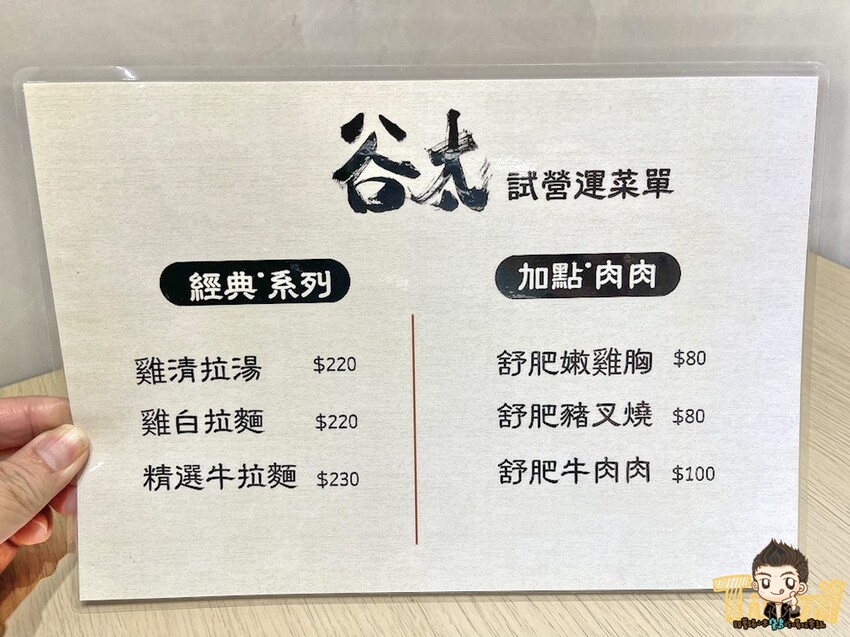 谷太 試營運菜單
經典·系列
雞清拉湯 $220
雞白拉麵 $220
精選牛拉麵 $230
加點·肉肉
舒肥嫩雞胸 $80
舒肥豬叉燒 $80
舒肥牛肉肉 $100